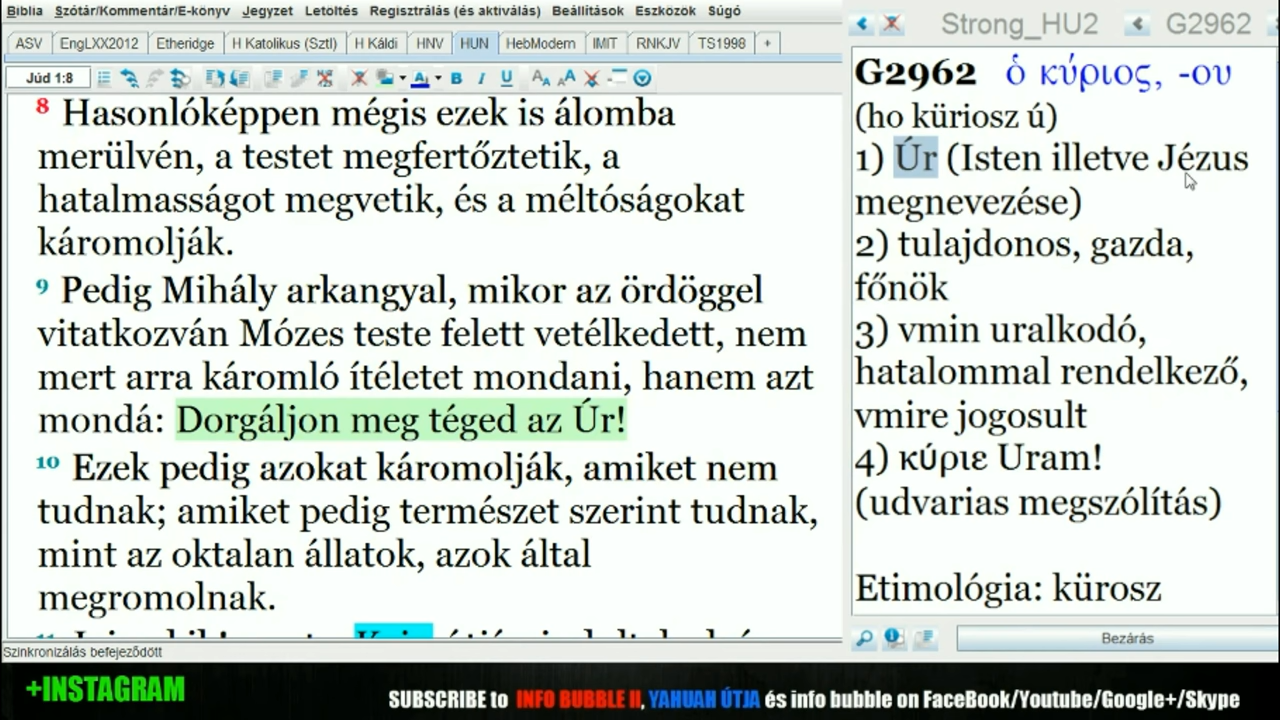 Biblia Szótár/Kommentár/E-könyv Jegyzet Letöltés Regisztrálás (és aktiválás) Beállítások Eszközök Súgó
ASV EngLXX2012 Etheridge H Katolikus (Sztl) H Káldi HNV HUN HebModern IMIT RNKJV TS1998 +
Júd 1:8
8 Hasonlóképpen mégis ezek is álomba
merülvén, a testet megfertőztetik, a
hatalmasságot megvetik, és a méltóságokat
káromolják.
9 Pedig Mihály arkangyal, mikor az ördöggel
vitatkozván Mózes teste felett vetélkedett, nem
mert arra káromló ítéletet mondani, hanem azt
mondá: Dorgáljon meg téged az Úr!
10 Ezek pedig azokat káromolják, amiket nem
tudnak; amiket pedig természet szerint tudnak,
mint az oktalan állatok, azok által
megromolnak.
Szinkronizálás befejeződött
Strong_HU2 G2962
G2962 ὁ κύριος, -ου
(ho küriosz ú)
1) Úr (Isten illetve Jézus
megnevezése)
2) tulajdonos, gazda,
főnök
3) vmin uralkodó,
hatalommal rendelkező,
vmire jogosult
4) κύριε Uram!
(udvarias megszólítás)
Etimológia: kürosz
Bezárás
+INSTAGRAM
SUBSCRIBE to INFO BUBBLE II, YAHUAH ÚTJA és info bubble on FaceBook/Youtube/Google+/Skype